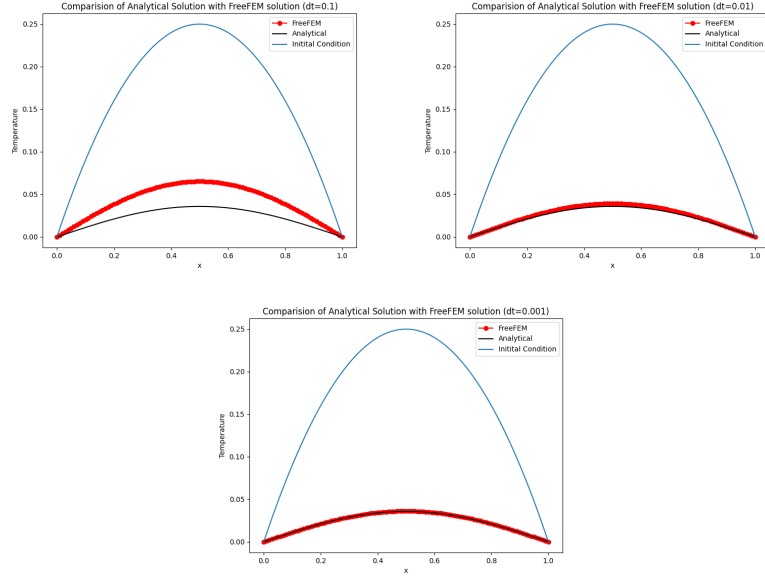 Comparision of Analytical Solution with FreeFEM solution (dt=0.1)
FreeFEM
Analytical
Initital Condition
Temperature
0.25
0.20
0.15
0.10
0.05
0.00
0.0 0.2 0.4 0.6 0.8 1.0
x
Comparision of Analytical Solution with FreeFEM solution (dt=0.01)
FreeFEM
Analytical
Initital Condition
Temperature
0.25
0.20
0.15
0.10
0.05
0.00
0.0 0.2 0.4 0.6 0.8 1.0
x
Comparision of Analytical Solution with FreeFEM solution (dt=0.001)
FreeFEM
Analytical
Initital Condition
Temperature
0.25
0.20
0.15
0.10
0.05
0.00
0.0 0.2 0.4 0.6 0.8 1.0
x